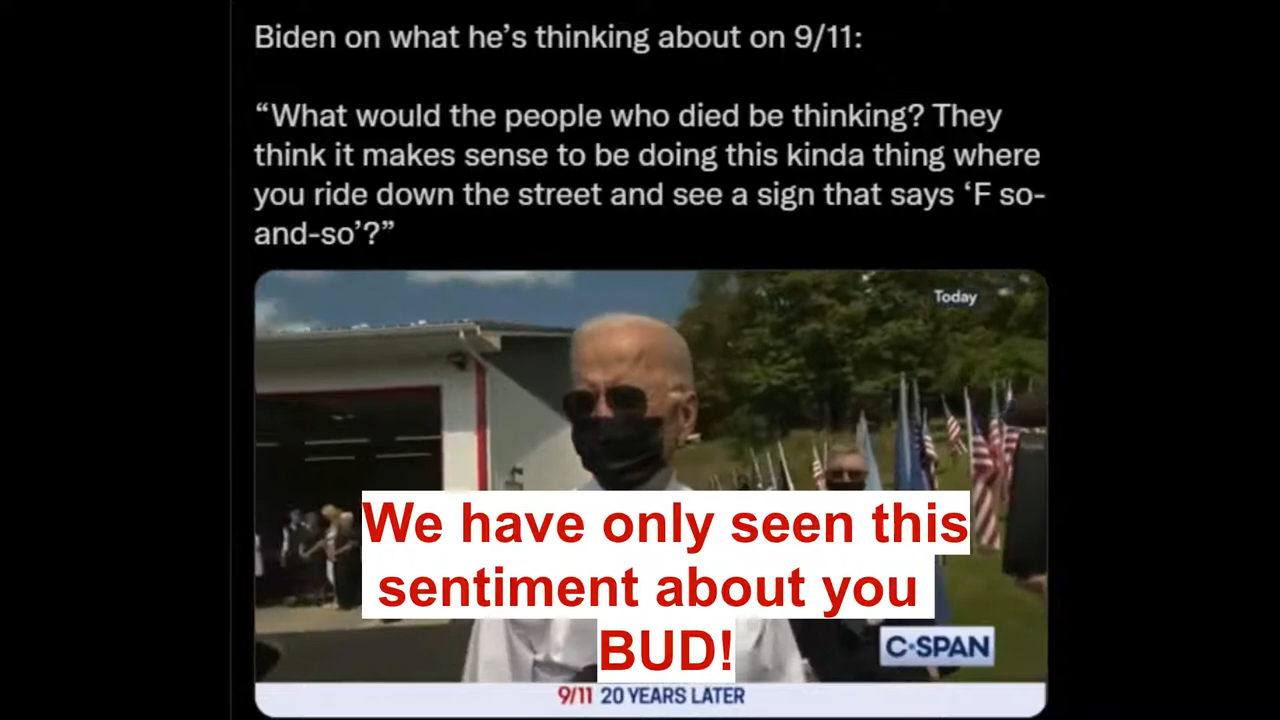 Biden on what he’s thinking about on 9/11:
“What would the people who died be thinking? They
think it makes sense to be doing this kinda thing where
you ride down the street and see a sign that says ‘F so-
and-so’?”
Today
We have only seen this
sentiment about you
BUD!
C-SPAN
9/11 20 YEARS LATER